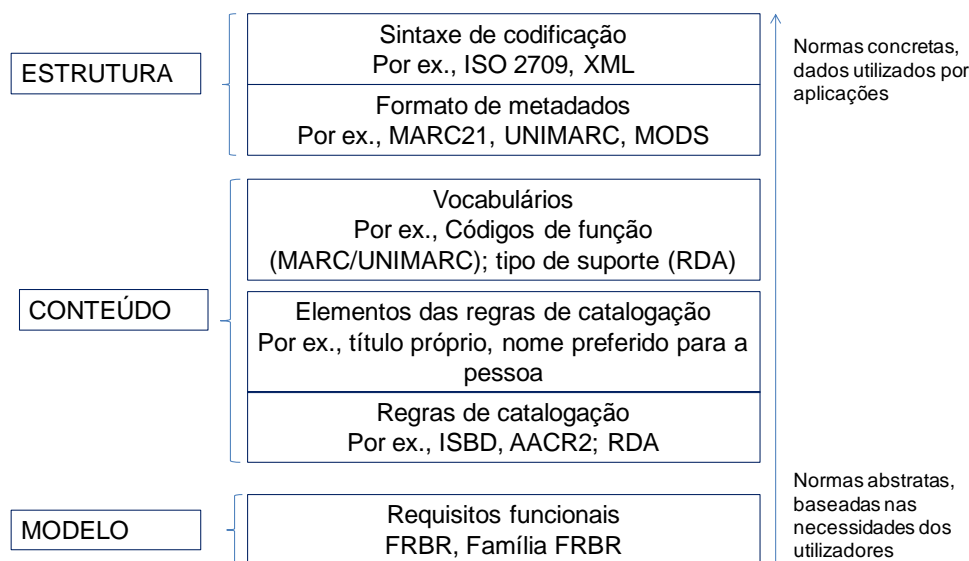 ESTRUTURA
Sintaxe de codificação
Por ex., ISO 2709, XML
Formato de metadados
Por ex., MARC21, UNIMARC, MODS
Normas concretas,
dados utilizados por
aplicações
CONTEÚDO
Vocabulários
Por ex., Códigos de função
(MARC/UNIMARC); tipo de suporte (RDA)
Elementos das regras de catalogação
Por ex., título próprio, nome preferido para a
pessoa
Regras de catalogação
Por ex., ISBD, AACR2; RDA
MODELO
Requisitos funcionais
FRBR, Família FRBR
Normas abstratas,
baseadas nas
necessidades dos
utilizadores